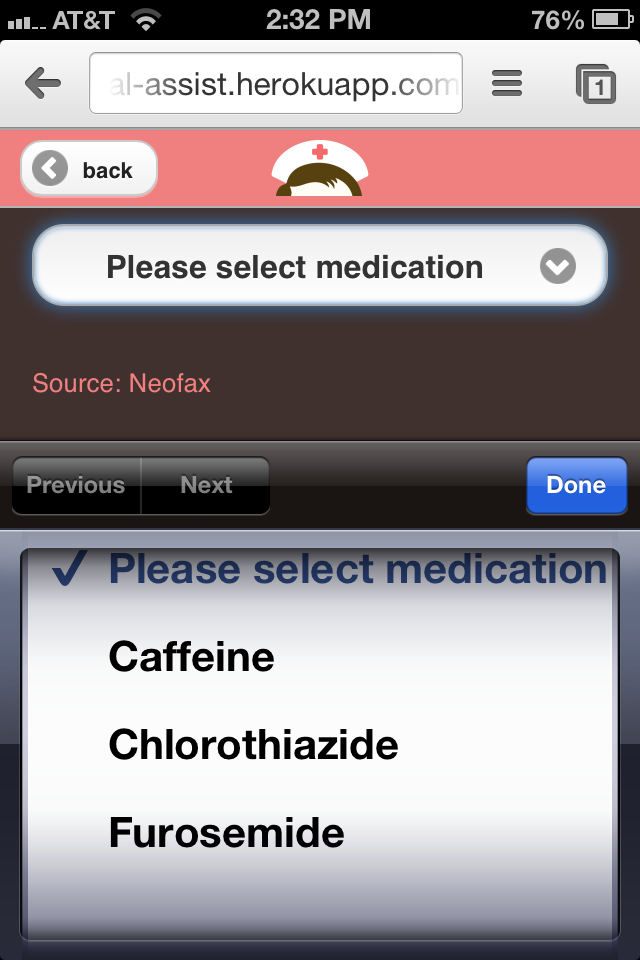 AT&T 2:32 PM 76%
al-assist.herokuapp.com 1
back
Please select medication
Source: Neofax
Previous Next Done
✓ Please select medication
Caffeine
Chlorothiazide
Furosemide